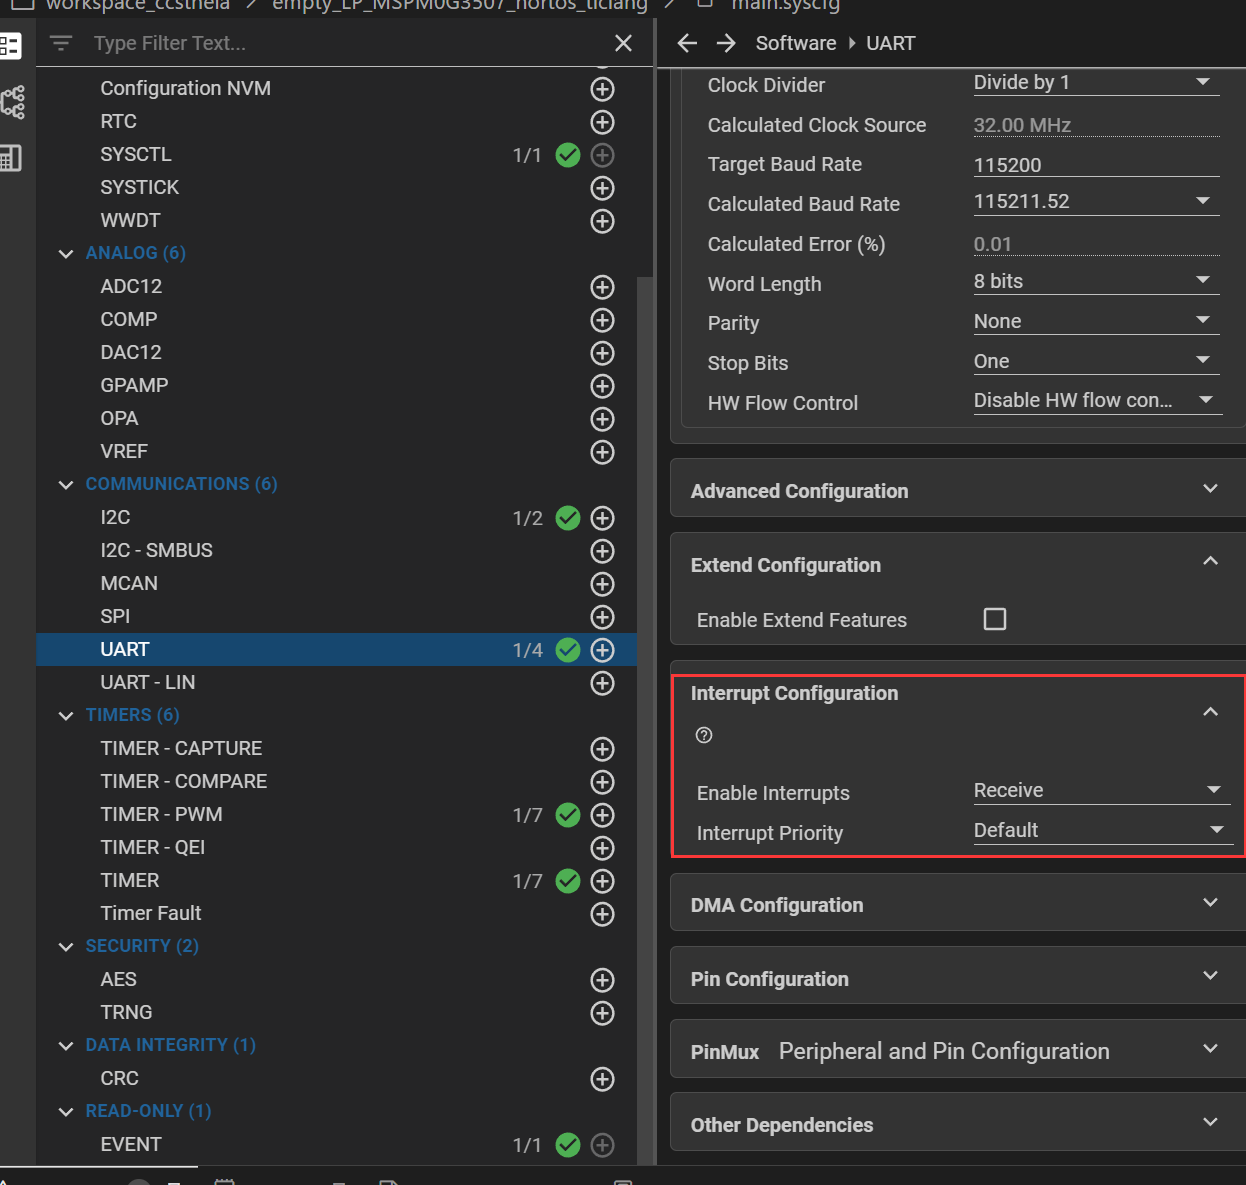 workspace_ccstheia / empty_LP_MSPM0G3507_nortos_ticlang / main.syscfg
Type Filter Text...
Configuration NVM
RTC
SYSCTL 1/1
SYSTICK
WWDT
ANALOG (6)
ADC12
COMP
DAC12
GPAMP
OPA
VREF
COMMUNICATIONS (6)
I2C 1/2
I2C - SMBUS
MCAN
SPI
UART 1/4
UART - LIN
TIMERS (6)
TIMER - CAPTURE
TIMER - COMPARE
TIMER - PWM 1/7
TIMER - QEI
TIMER 1/7
Timer Fault
SECURITY (2)
AES
TRNG
DATA INTEGRITY (1)
CRC
READ-ONLY (1)
EVENT 1/1
Software UART
Clock Divider Divide by 1
Calculated Clock Source 32.00 MHz
Target Baud Rate 115200
Calculated Baud Rate 115211.52
Calculated Error (%) 0.01
Word Length 8 bits
Parity None
Stop Bits One
HW Flow Control Disable HW flow con...
Advanced Configuration
Extend Configuration
Enable Extend Features
Interrupt Configuration
Enable Interrupts Receive
Interrupt Priority Default
DMA Configuration
Pin Configuration
PinMux Peripheral and Pin Configuration
Other Dependencies